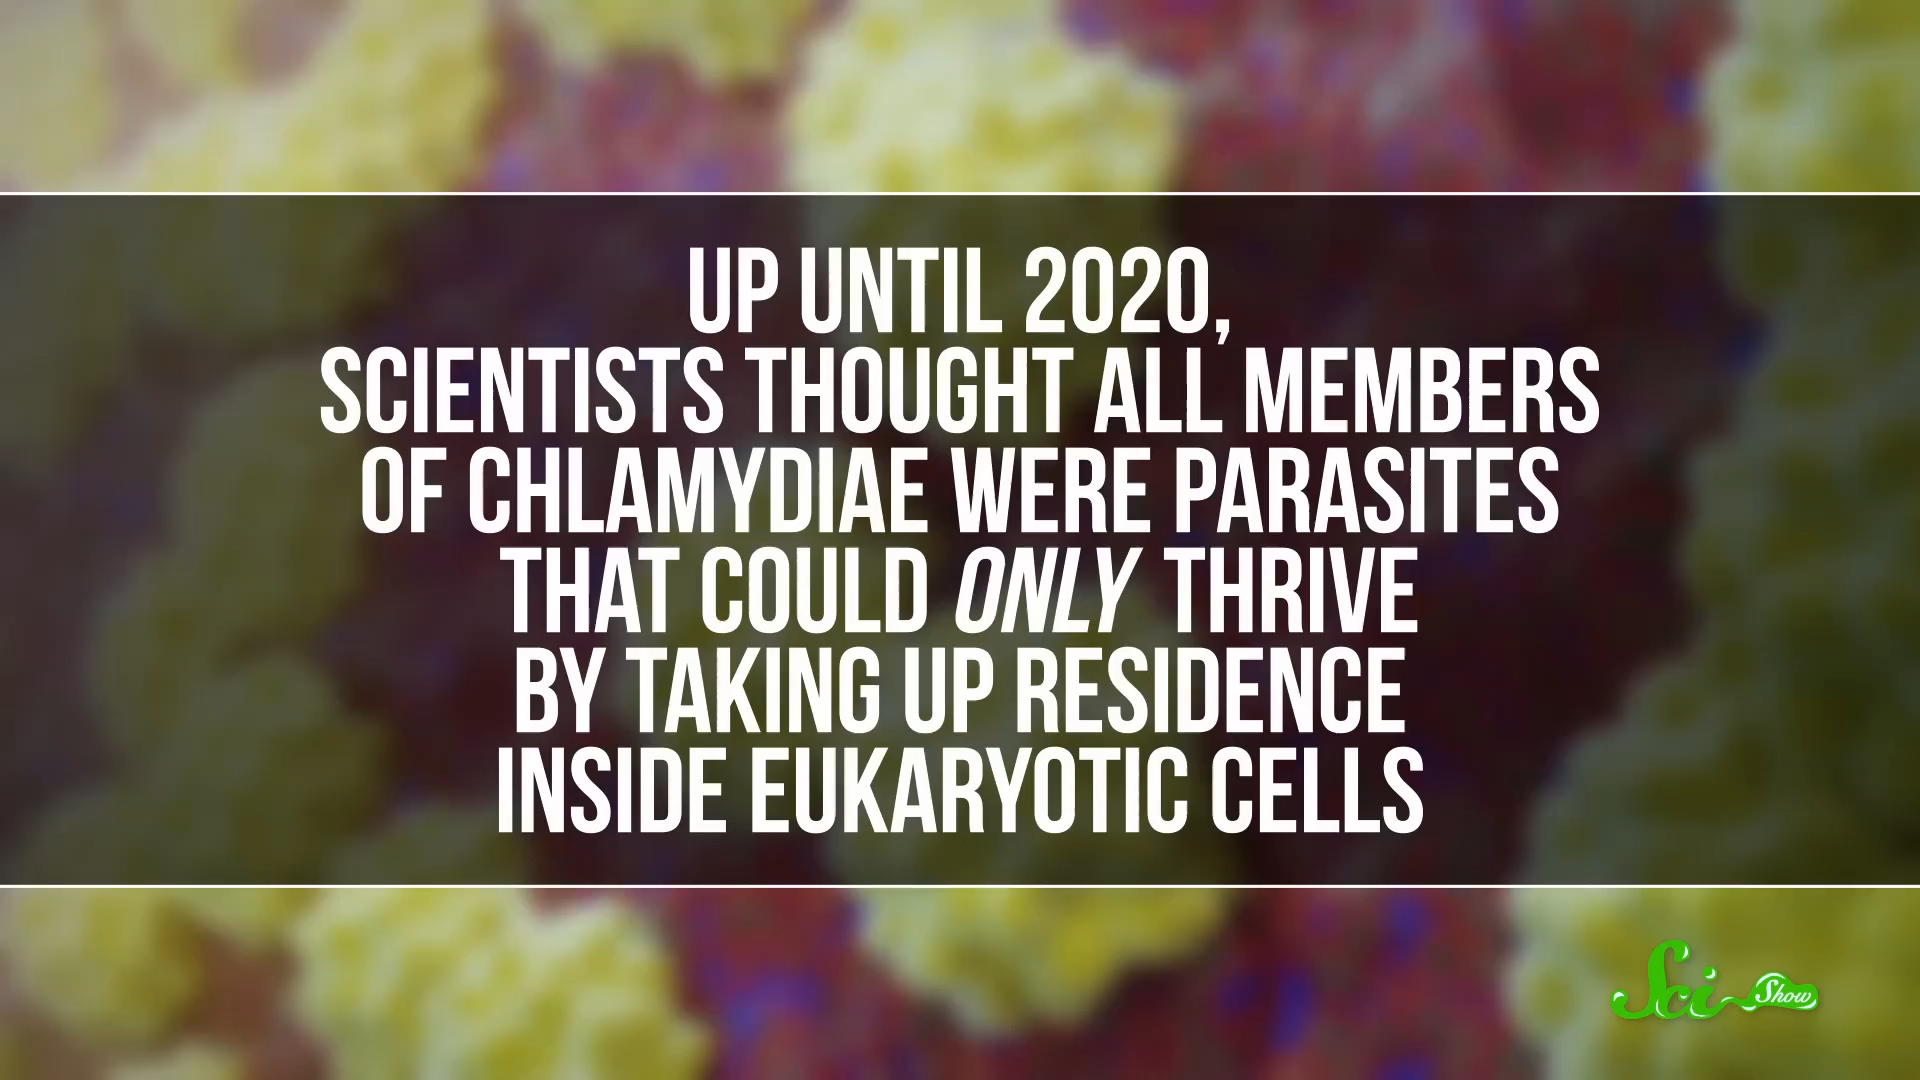 UP UNTIL 2020,
SCIENTISTS THOUGHT ALL MEMBERS
OF CHLAMYDIAE WERE PARASITES
THAT COULD ONLY THRIVE
BY TAKING UP RESIDENCE
INSIDE EUKARYOTIC CELLS
Sci Show